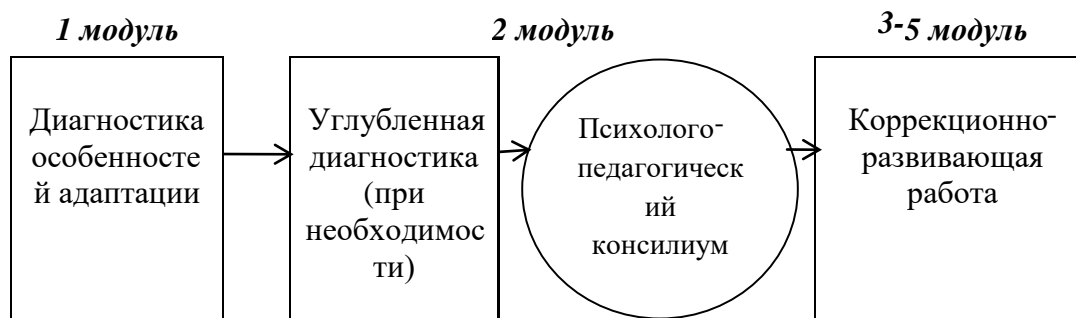 1 модуль
2 модуль
3-5 модуль
Диагностика
особенносте
й адаптации
Углубленная
диагностика
(при
необходимос
ти)
Психолого-
педагогическ
ий
консилиум
Коррекционно-
развивающая
работа